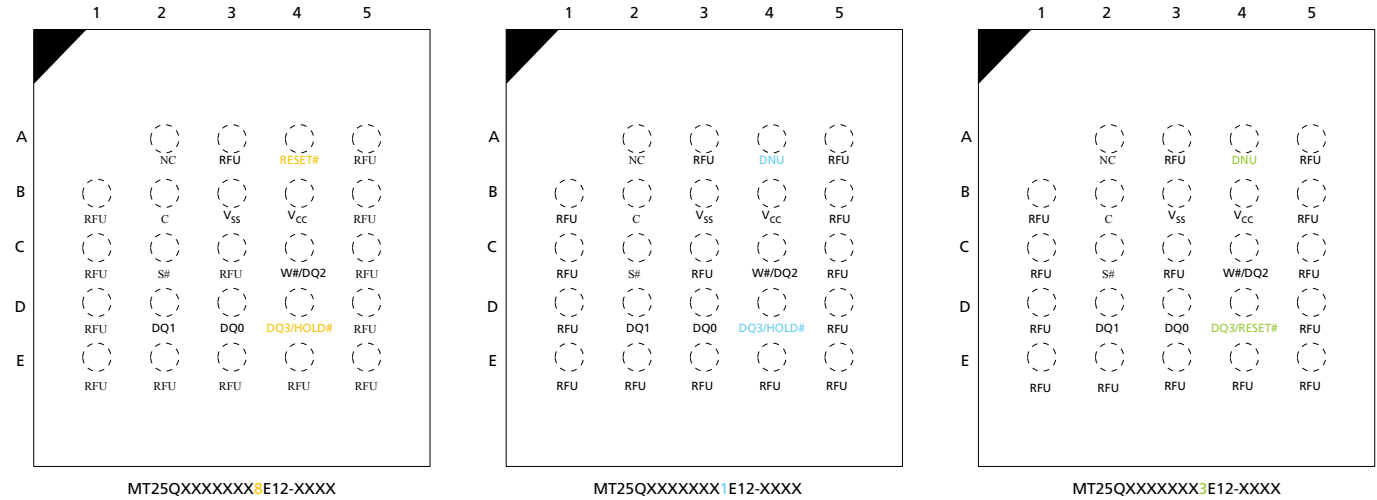 1 2 3 4 5 1 2 3 4 5 1 2 3 4 5
A A A
NC RFU RESET# RFU NC RFU DNU RFU NC RFU DNU RFU
B B B
RFU C VSS VCC RFU RFU C VSS VCC RFU RFU C VSS VCC RFU
C C C
RFU S# RFU W#/DQ2 RFU RFU S# RFU W#/DQ2 RFU RFU S# RFU W#/DQ2 RFU
D D D
RFU DQ1 DQ0 DQ3/HOLD# RFU RFU DQ1 DQ0 DQ3/HOLD# RFU RFU DQ1 DQ0 DQ3/RESET# RFU
E E E
RFU RFU RFU RFU RFU RFU RFU RFU RFU RFU RFU RFU RFU RFU RFU
MT25QXXXXXXX8E12-XXXX MT25QXXXXXXX1E12-XXXX MT25QXXXXXXX3E12-XXXX